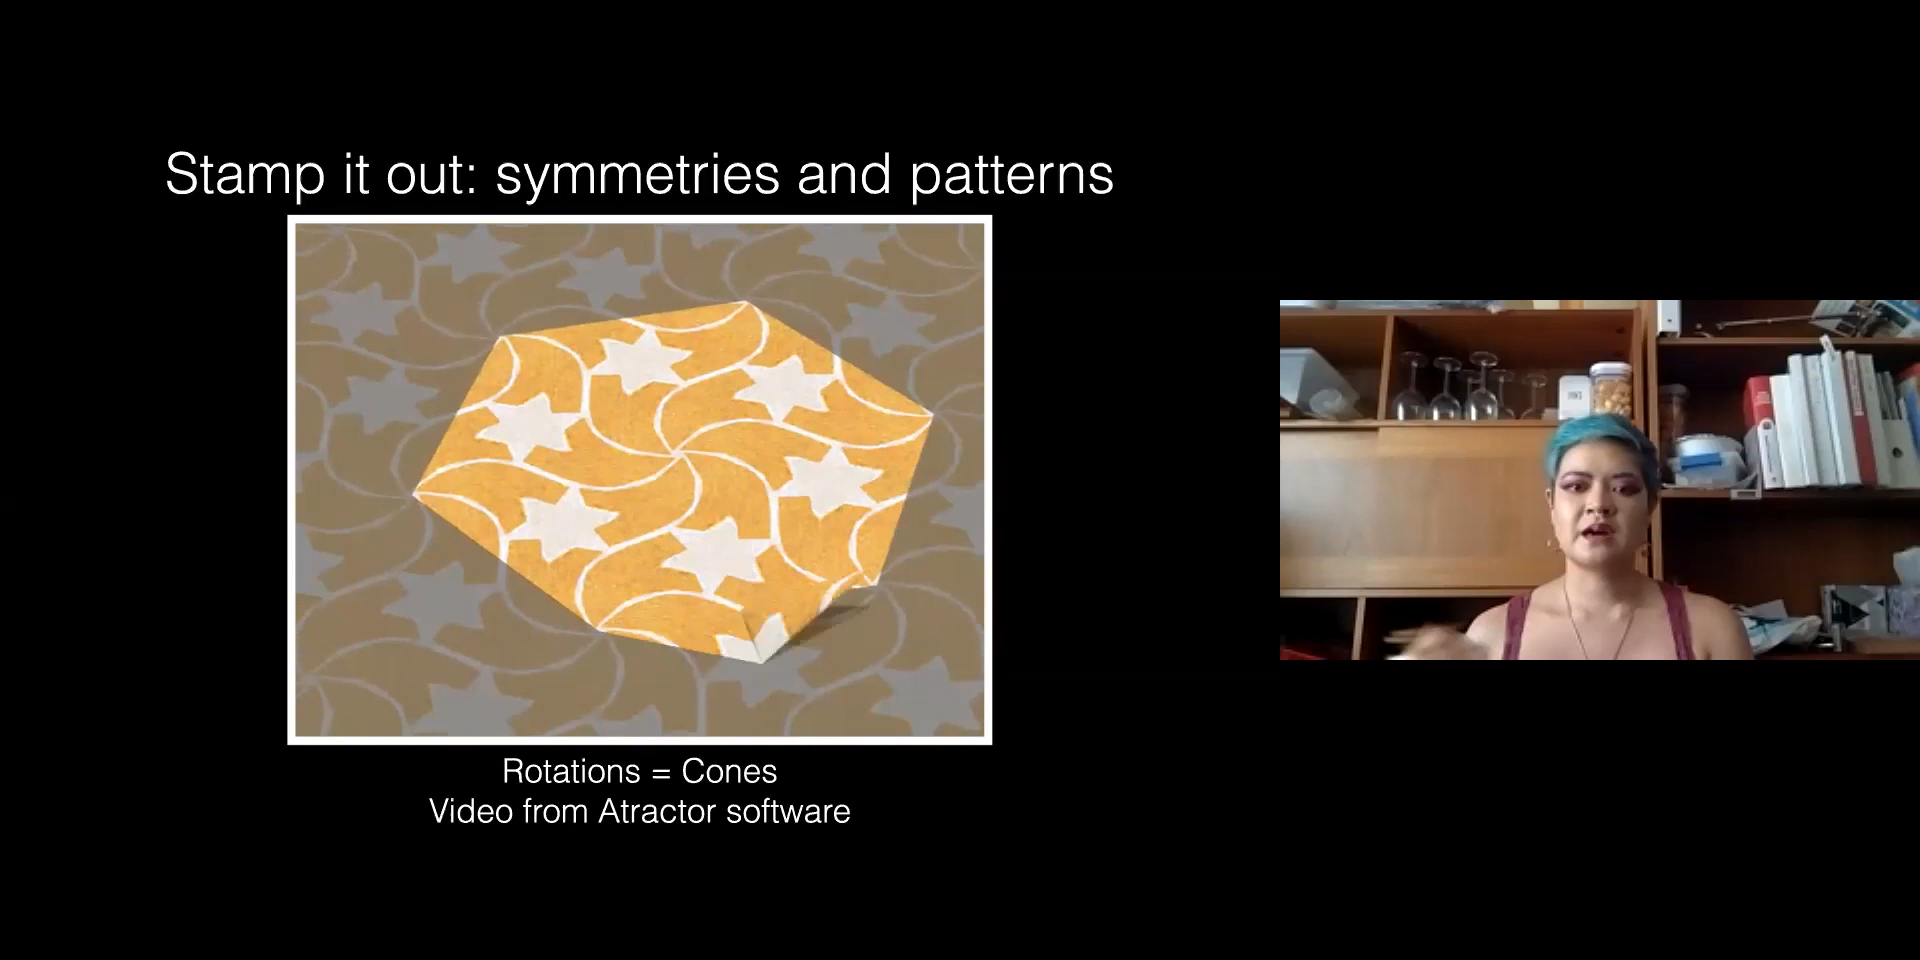 Stamp it out: symmetries and patterns
Rotations = Cones
Video from Atractor software